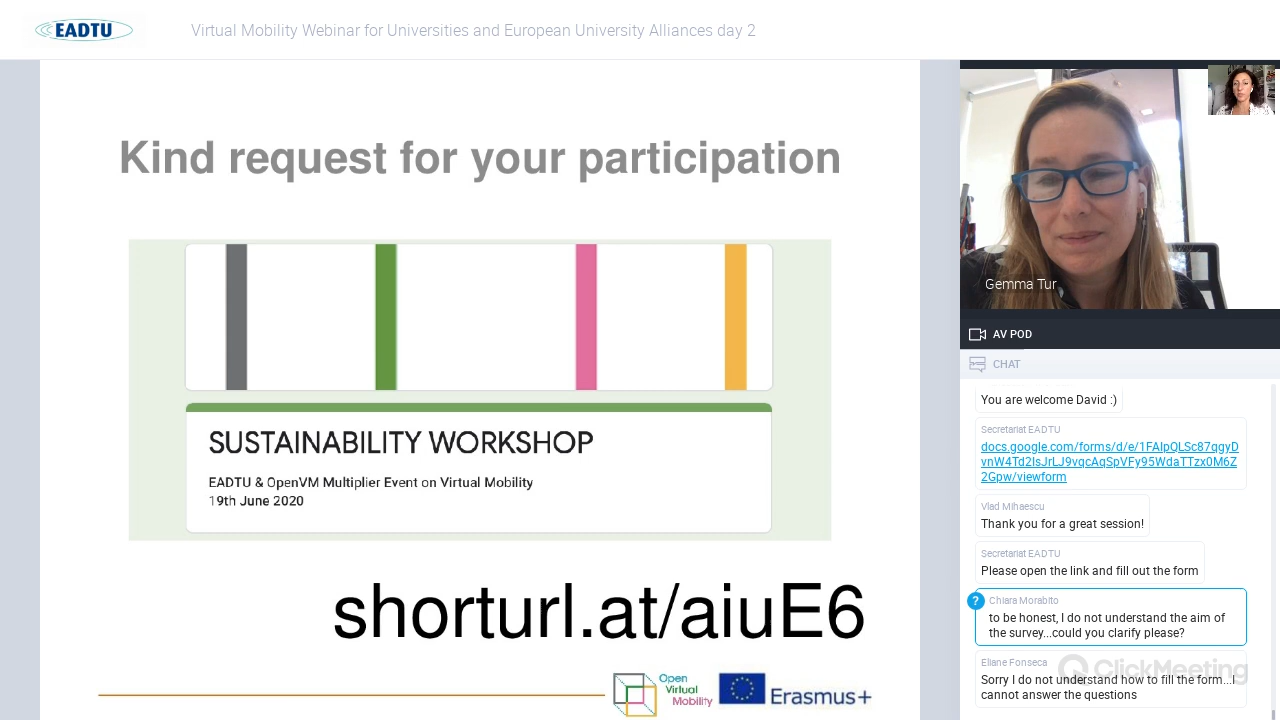 EADTU
Virtual Mobility Webinar for Universities and European University Alliances day 2
Kind request for your participation
SUSTAINABILITY WORKSHOP
EADTU & OpenVM Multiplier Event on Virtual Mobility
19th June 2020
shorturl.at/aiuE6
Open
Virtual
Mobility
Erasmus+
Gemma Tur
AV POD
CHAT
You are welcome David :)
Secretariat EADTU
docs.google.com/forms/d/e/1FAIpQLSc87qgyD
vnW4Td2IsJrLJ9vqcAqSpVFy95WdaTTzx0M6Z
2Gpw/viewform
Vlad Mihaescu
Thank you for a great session!
Secretariat EADTU
Please open the link and fill out the form
?
Chiara Morabito
to be honest, I do not understand the aim of
the survey...could you clarify please?
Eliane Fonseca
ClickMeeting
Sorry I do not understand how to fill the form...I
cannot answer the questions